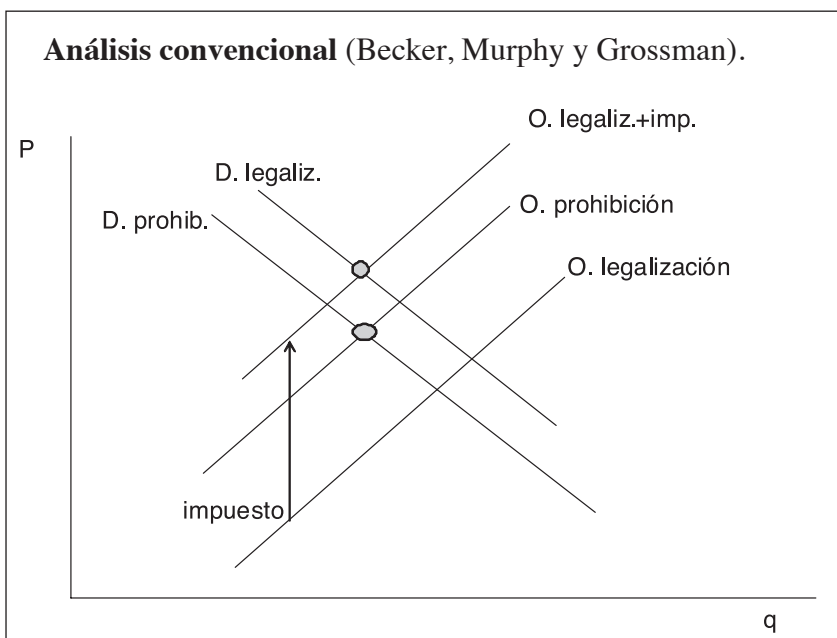 Análisis convencional (Becker, Murphy y Grossman).
O. legaliz.+imp.
P
D. legaliz.
O. prohibición
D. prohib.
O. legalización
impuesto
q